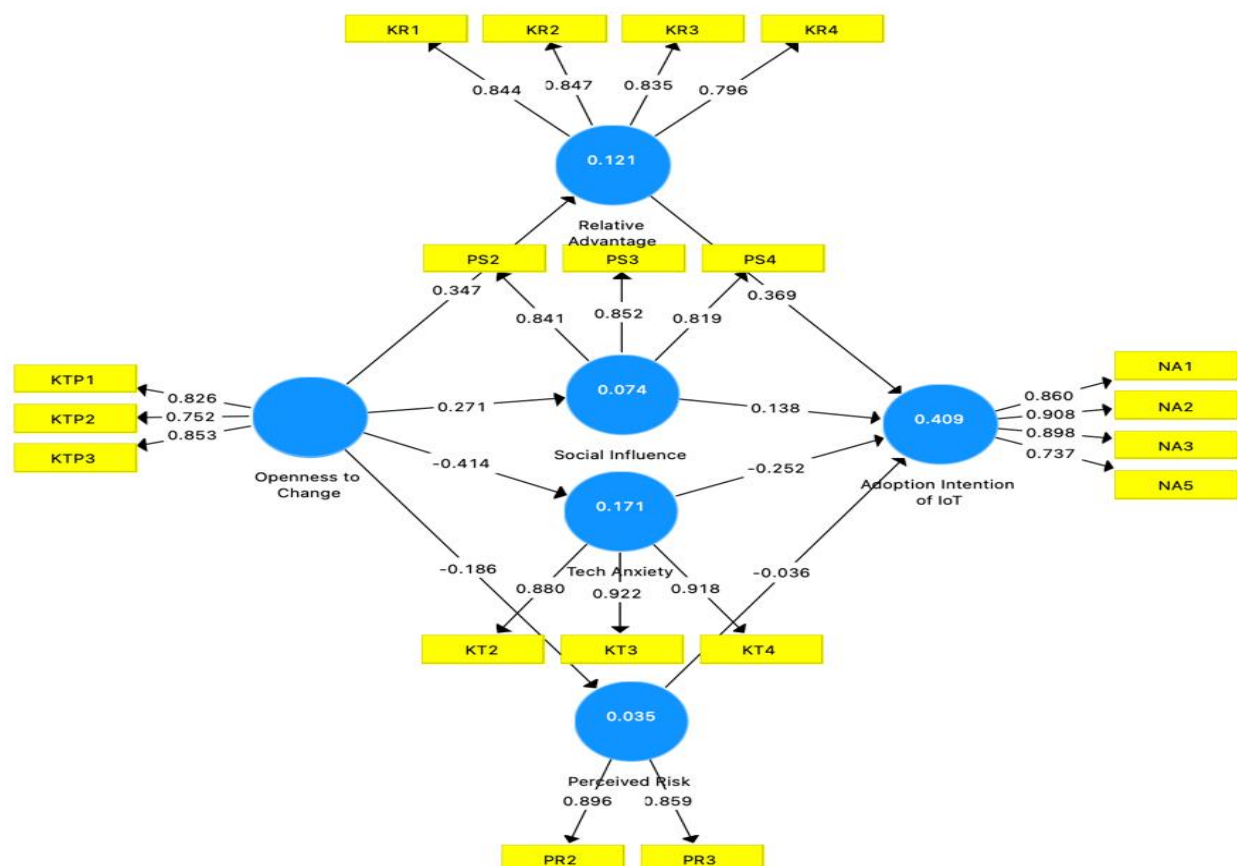 KR1 KR2 KR3 KR4
0.844 0.847 0.835 0.796
0.121
Relative
Advantage
PS2 PS3 PS4
0.347 0.369
0.841 0.852 0.819
KTP1
KTP2
KTP3
0.826
0.752
0.853
Openness to
Change
0.271
0.074
0.138
Social Influence
-0.414
0.171
-0.252
Tech Anxiety
0.409
Adoption Intention
of IoT
0.860
0.908
0.898
0.737
NA1
NA2
NA3
NA5
-0.186
-0.036
0.880 0.922 0.918
KT2 KT3 KT4
0.035
Perceived Risk
0.896 0.859
PR2 PR3